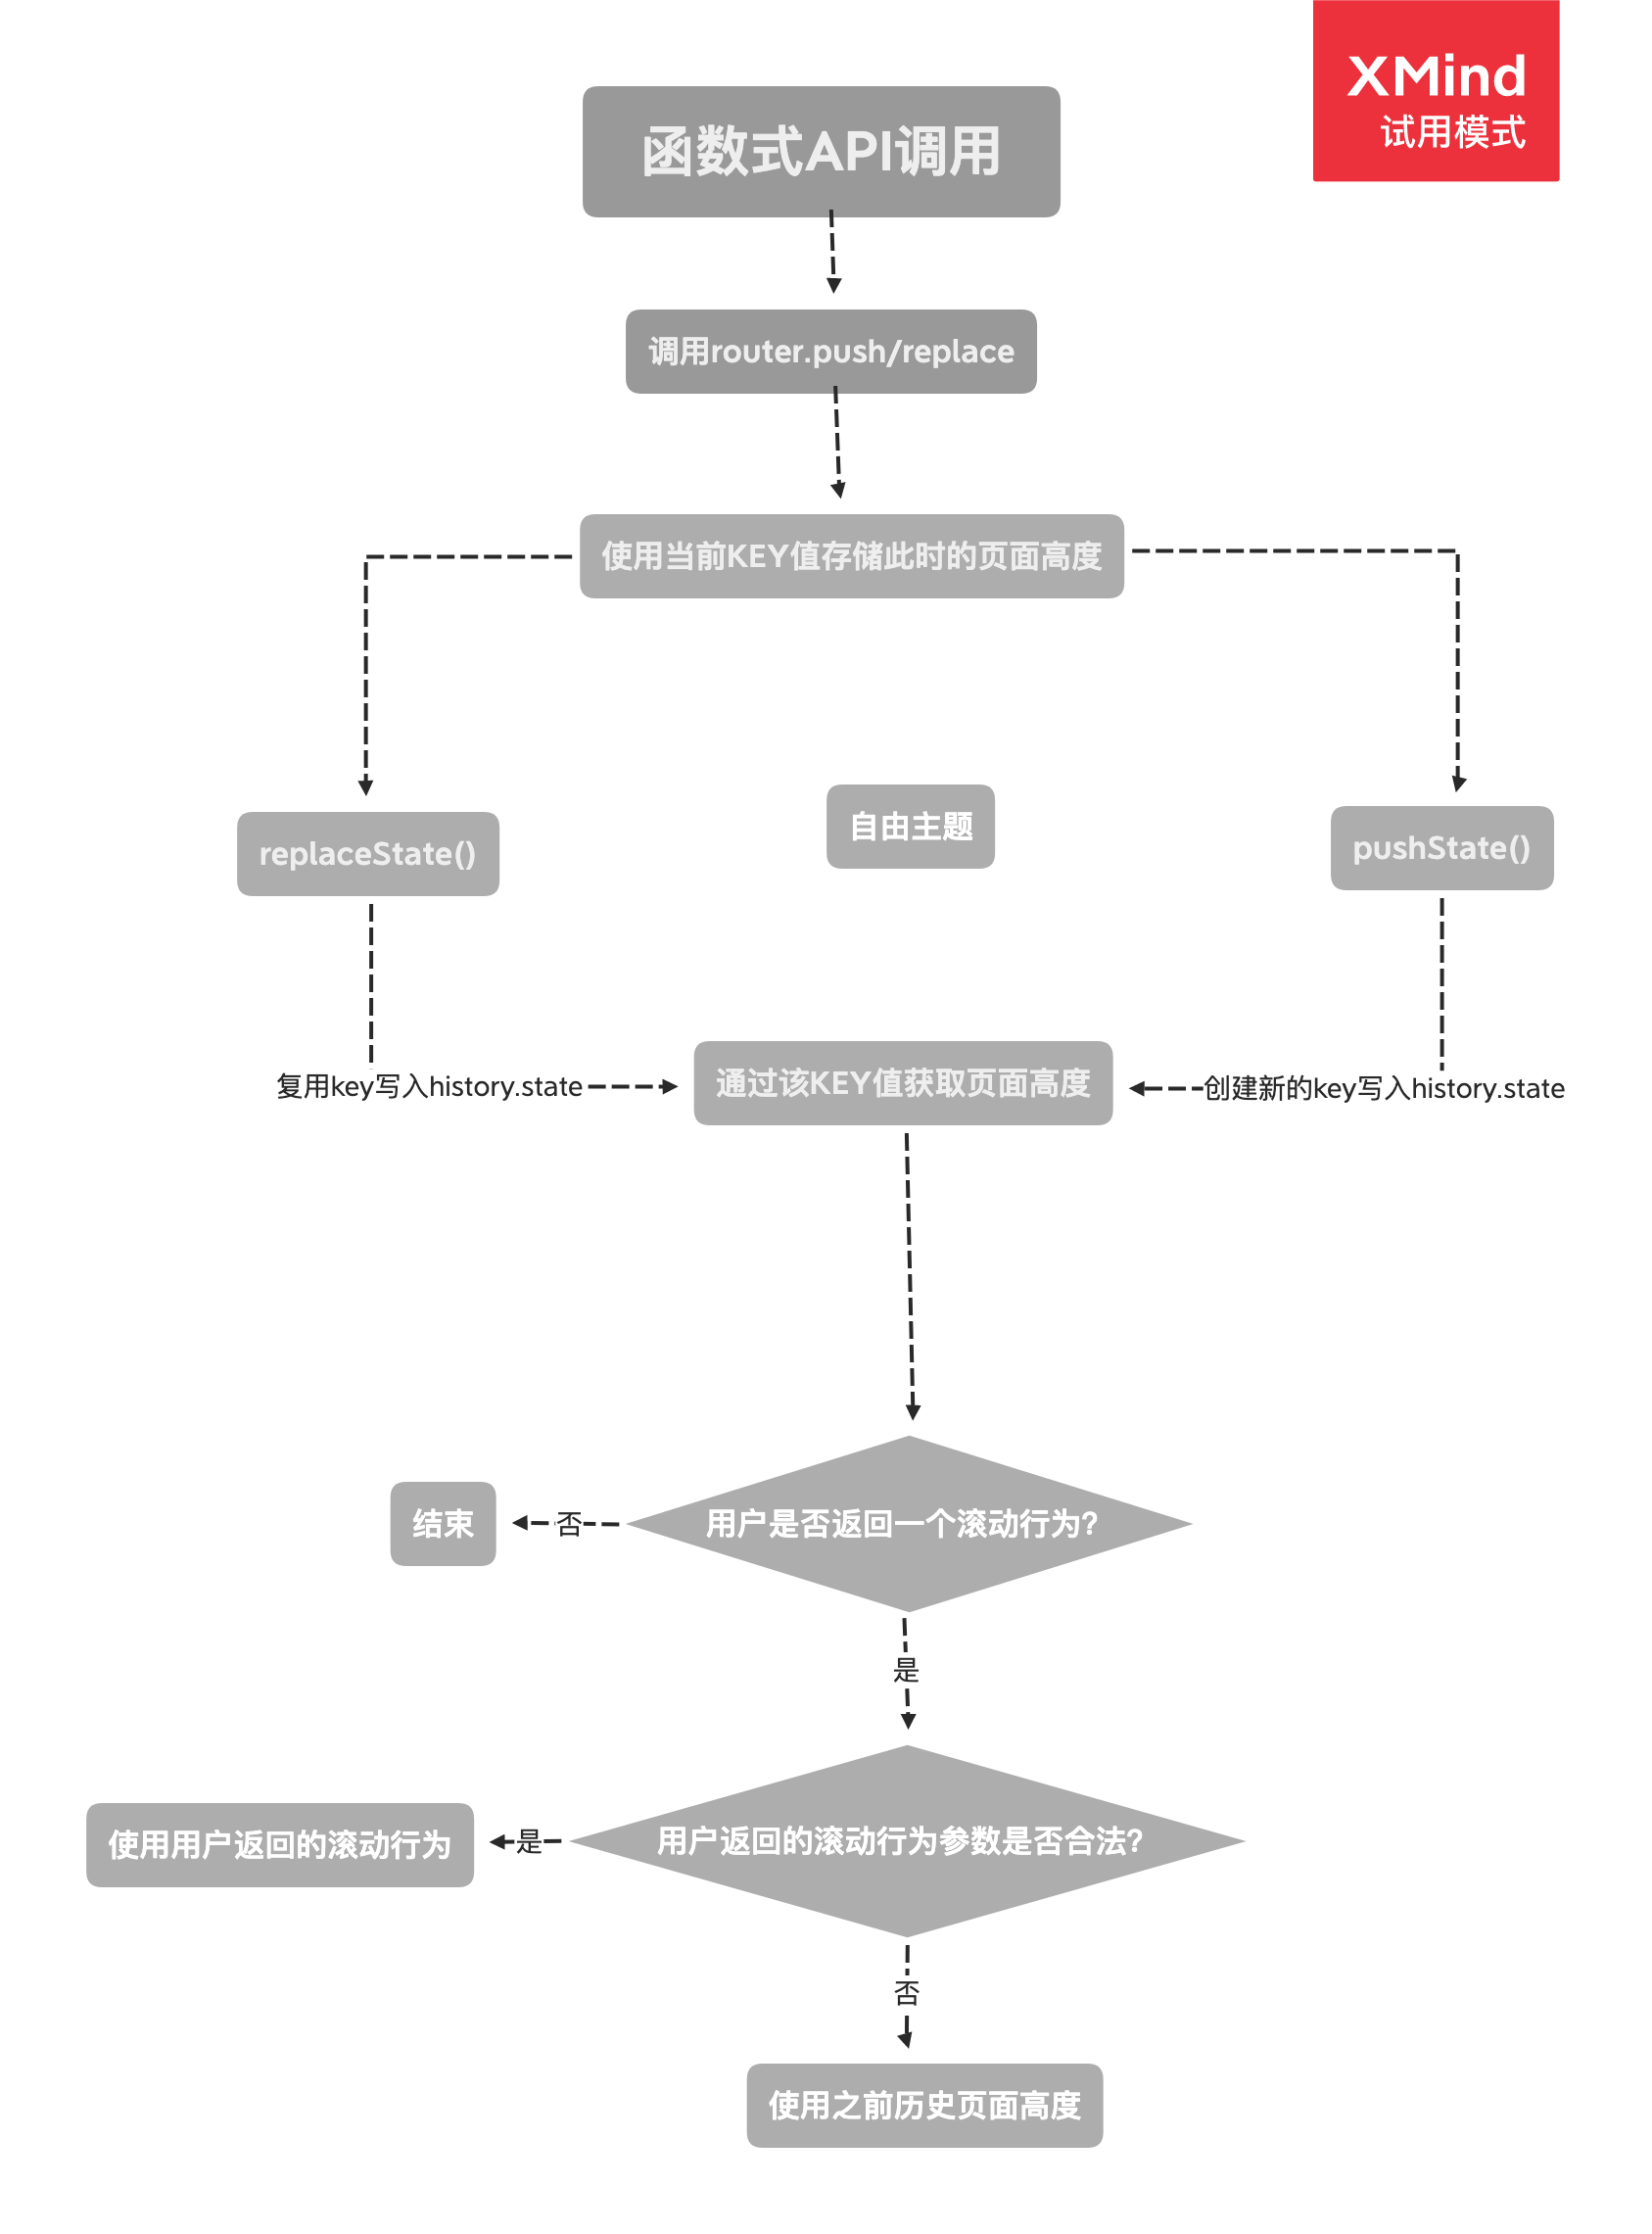 XMind
试用模式
函数式API调用
调用router.push/replace
使用当前KEY值存储此时的页面高度
replaceState()
自由主题
pushState()
复用key写入history.state
通过该KEY值获取页面高度
创建新的key写入history.state
结束
否
用户是否返回一个滚动行为?
是
使用用户返回的滚动行为
是
用户返回的滚动行为参数是否合法?
否
使用之前历史页面高度